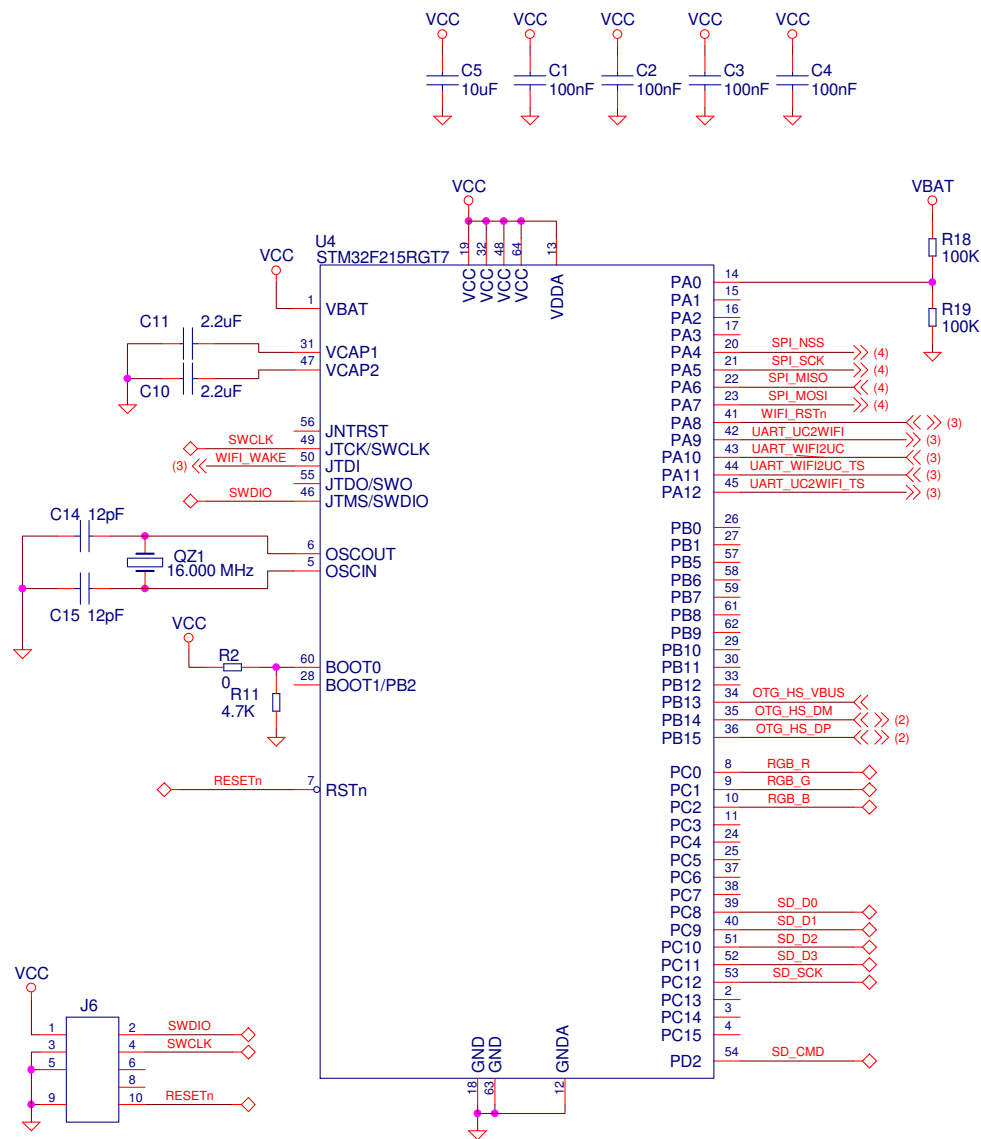 VCC VCC VCC VCC VCC
C5 C1 C2 C3 C4
10uF 100nF 100nF 100nF 100nF
VCC
VBAT
R18
100K
R19
100K
U4
STM32F215RGT7
19 32 48 64 13
VCC VCC VCC VCC VDDA
VCC
1 VBAT
C11 2.2uF
31 VCAP1
47 VCAP2
C10 2.2uF
56 JNTRST
SWCLK 49 JTCK/SWCLK
(3) WIFI_WAKE 50 JTDI
55 JTDO/SWO
SWDIO 46 JTMS/SWDIO
C14 12pF
6 OSCOUT
QZ1
16.000 MHz
5 OSCIN
C15 12pF
VCC
R2
0
60 BOOT0
28 BOOT1/PB2
R11
4.7K
RESETn 7 RSTn
PA0 14
PA1 15
PA2 16
PA3 17
PA4 20 SPI_NSS (4)
PA5 21 SPI_SCK (4)
PA6 22 SPI_MISO (4)
PA7 23 SPI_MOSI (4)
PA8 41 WIFI_RSTn (3)
PA9 42 UART_UC2WIFI (3)
PA10 43 UART_WIFI2UC (3)
PA11 44 UART_WIFI2UC_TS (3)
PA12 45 UART_UC2WIFI_TS (3)
PB0 26
PB1 27
PB5 57
PB6 58
PB7 59
PB8 61
PB9 62
PB10 29
PB11 30
PB12 33
PB13 34 OTG_HS_VBUS
PB14 35 OTG_HS_DM (2)
PB15 36 OTG_HS_DP (2)
PC0 8 RGB_R
PC1 9 RGB_G
PC2 10 RGB_B
PC3 11
PC4 24
PC5 25
PC6 37
PC7 38
PC8 39 SD_D0
PC9 40 SD_D1
PC10 51 SD_D2
PC11 52 SD_D3
PC12 53 SD_SCK
PC13 2
PC14 3
PC15 4
PD2 54 SD_CMD
GND GND GNDA
18 63 12
VCC
J6
1 2 SWDIO
3 4 SWCLK
5 6
8
9 10 RESETn